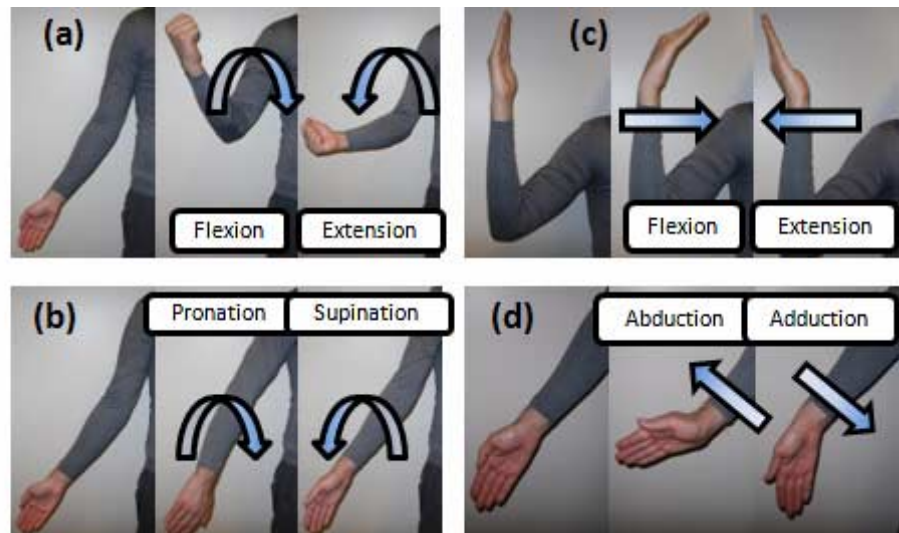 (a)
Flexion
Extension
(c)
Flexion
Extension
(b)
Pronation
Supination
(d)
Abduction
Adduction